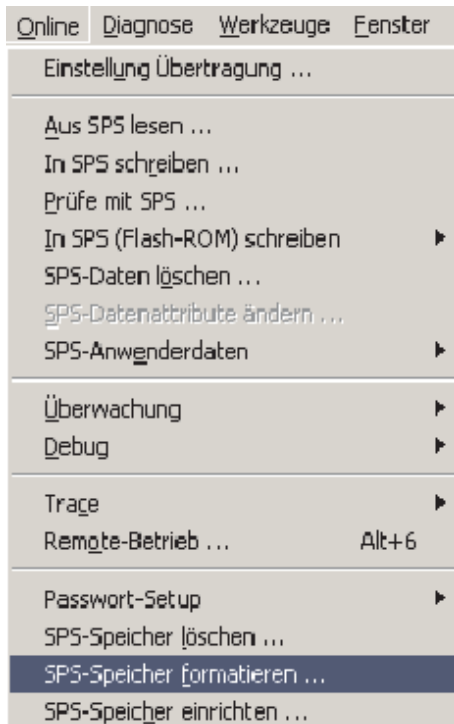 Online Diagnose Werkzeuge Fenster
Einstellung Übertragung ...
Aus SPS lesen ...
In SPS schreiben ...
Prüfe mit SPS ...
In SPS (Flash-ROM) schreiben
SPS-Daten löschen ...
SPS-Datenattribute ändern ...
SPS-Anwenderdaten
Überwachung
Debug
Trace
Remote-Betrieb ... Alt+6
Passwort-Setup
SPS-Speicher löschen ...
SPS-Speicher formatieren ...
SPS-Speicher einrichten ...